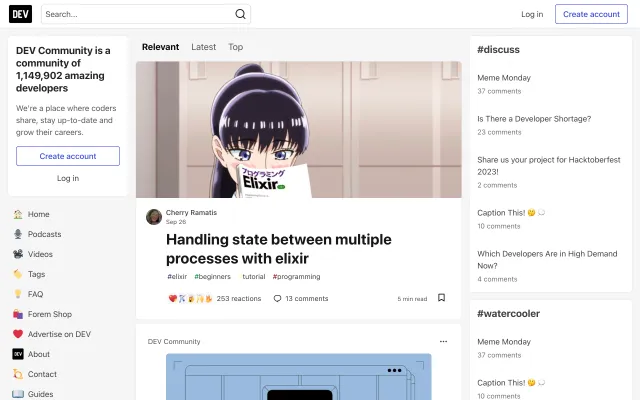 DEV
Search...
Log in
Create account
DEV Community is a
community of
1,149,902 amazing
developers
We're a place where coders
share, stay up-to-date and
grow their careers.
Create account
Log in
Home
Podcasts
Videos
Tags
FAQ
Forem Shop
Advertise on DEV
DEV
About
Contact
Guides
Relevant
Latest
Top
プログラミング
Elixir
Cherry Ramatis
Sep 26
Handling state between multiple
processes with elixir
#elixir
#beginners
tutorial
#programming
253 reactions
13 comments
5 min read
DEV Community
#discuss
Meme Monday
37 comments
Is There a Developer Shortage?
23 comments
Share us your project for Hacktoberfest
2023!
2 comments
Caption This! 🤔 💭
10 comments
Which Developers Are in High Demand
Now?
4 comments
#watercooler
Meme Monday
37 comments
Caption This! 🤔 💭
10 comments